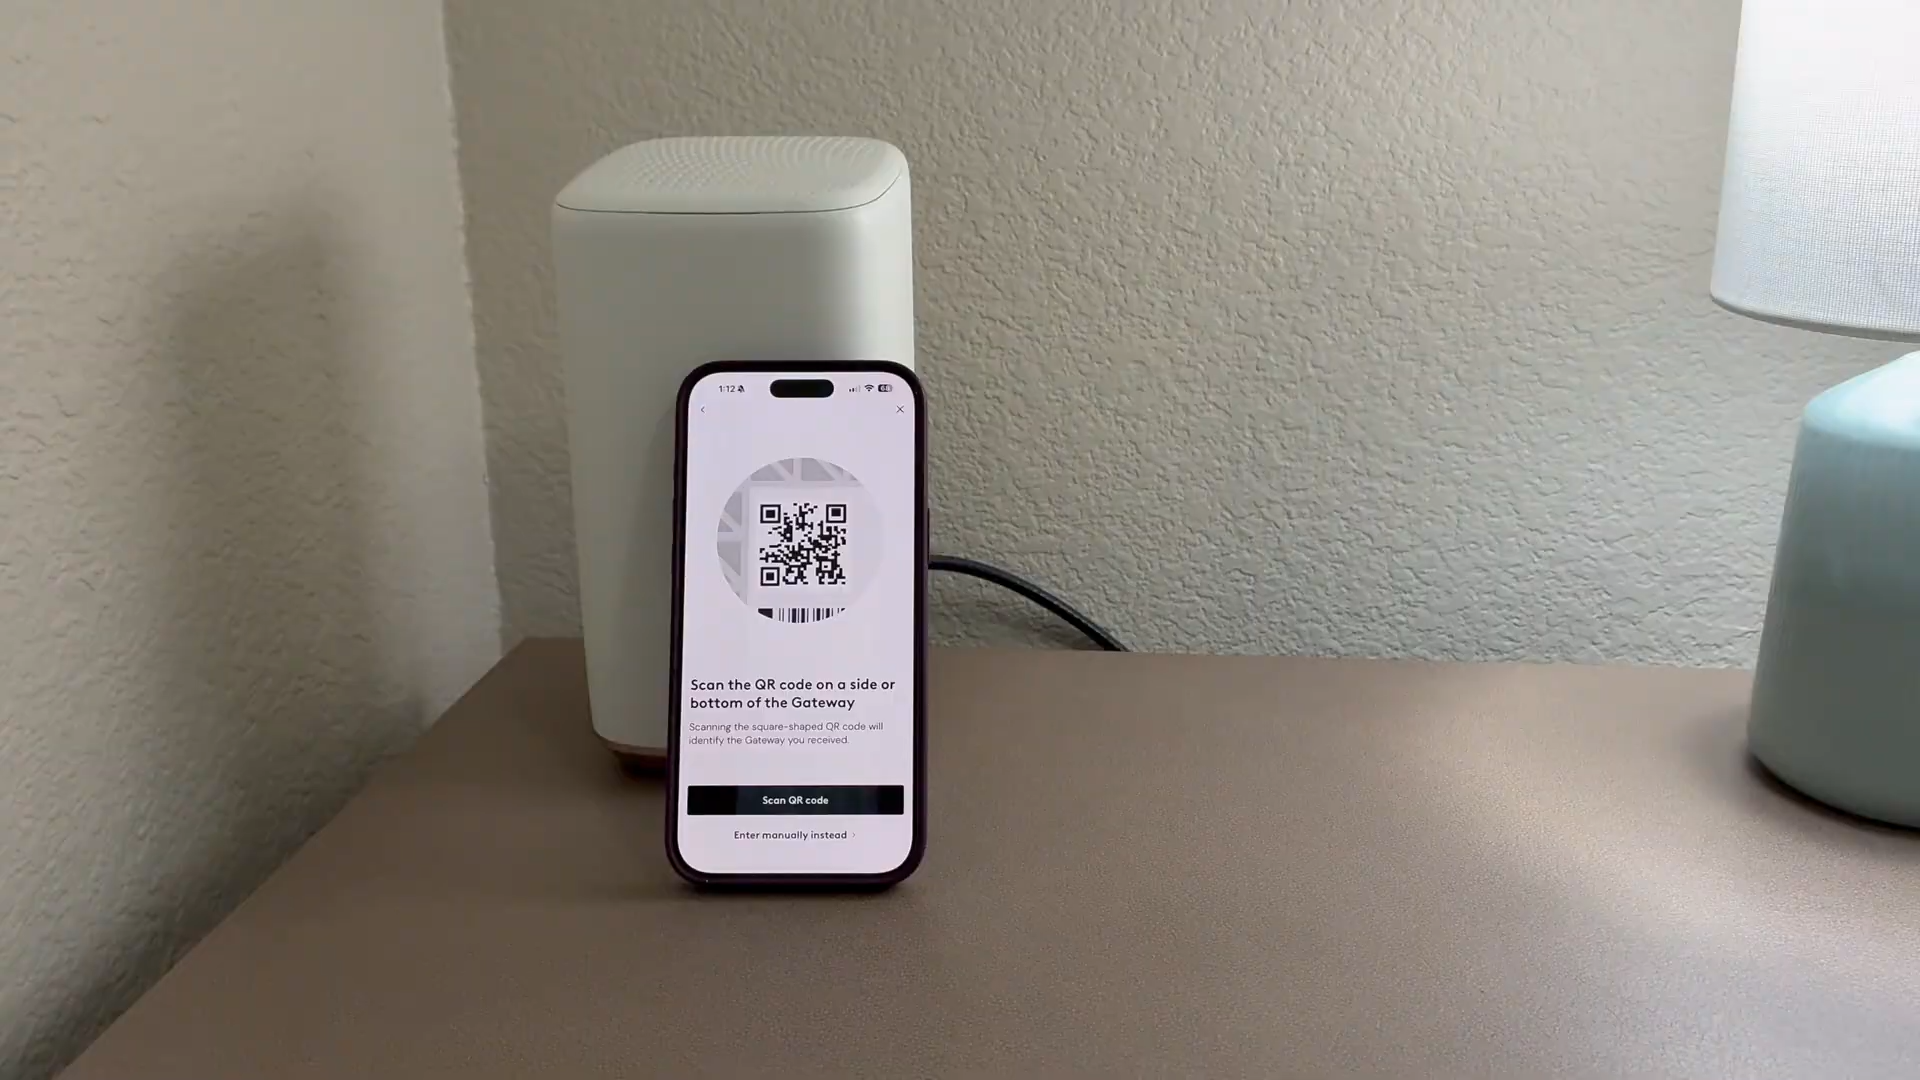 1:12
68
Scan the QR code on a side or
bottom of the Gateway
Scanning the square-shaped QR code will
identify the Gateway you received.
Scan QR code
Enter manually instead